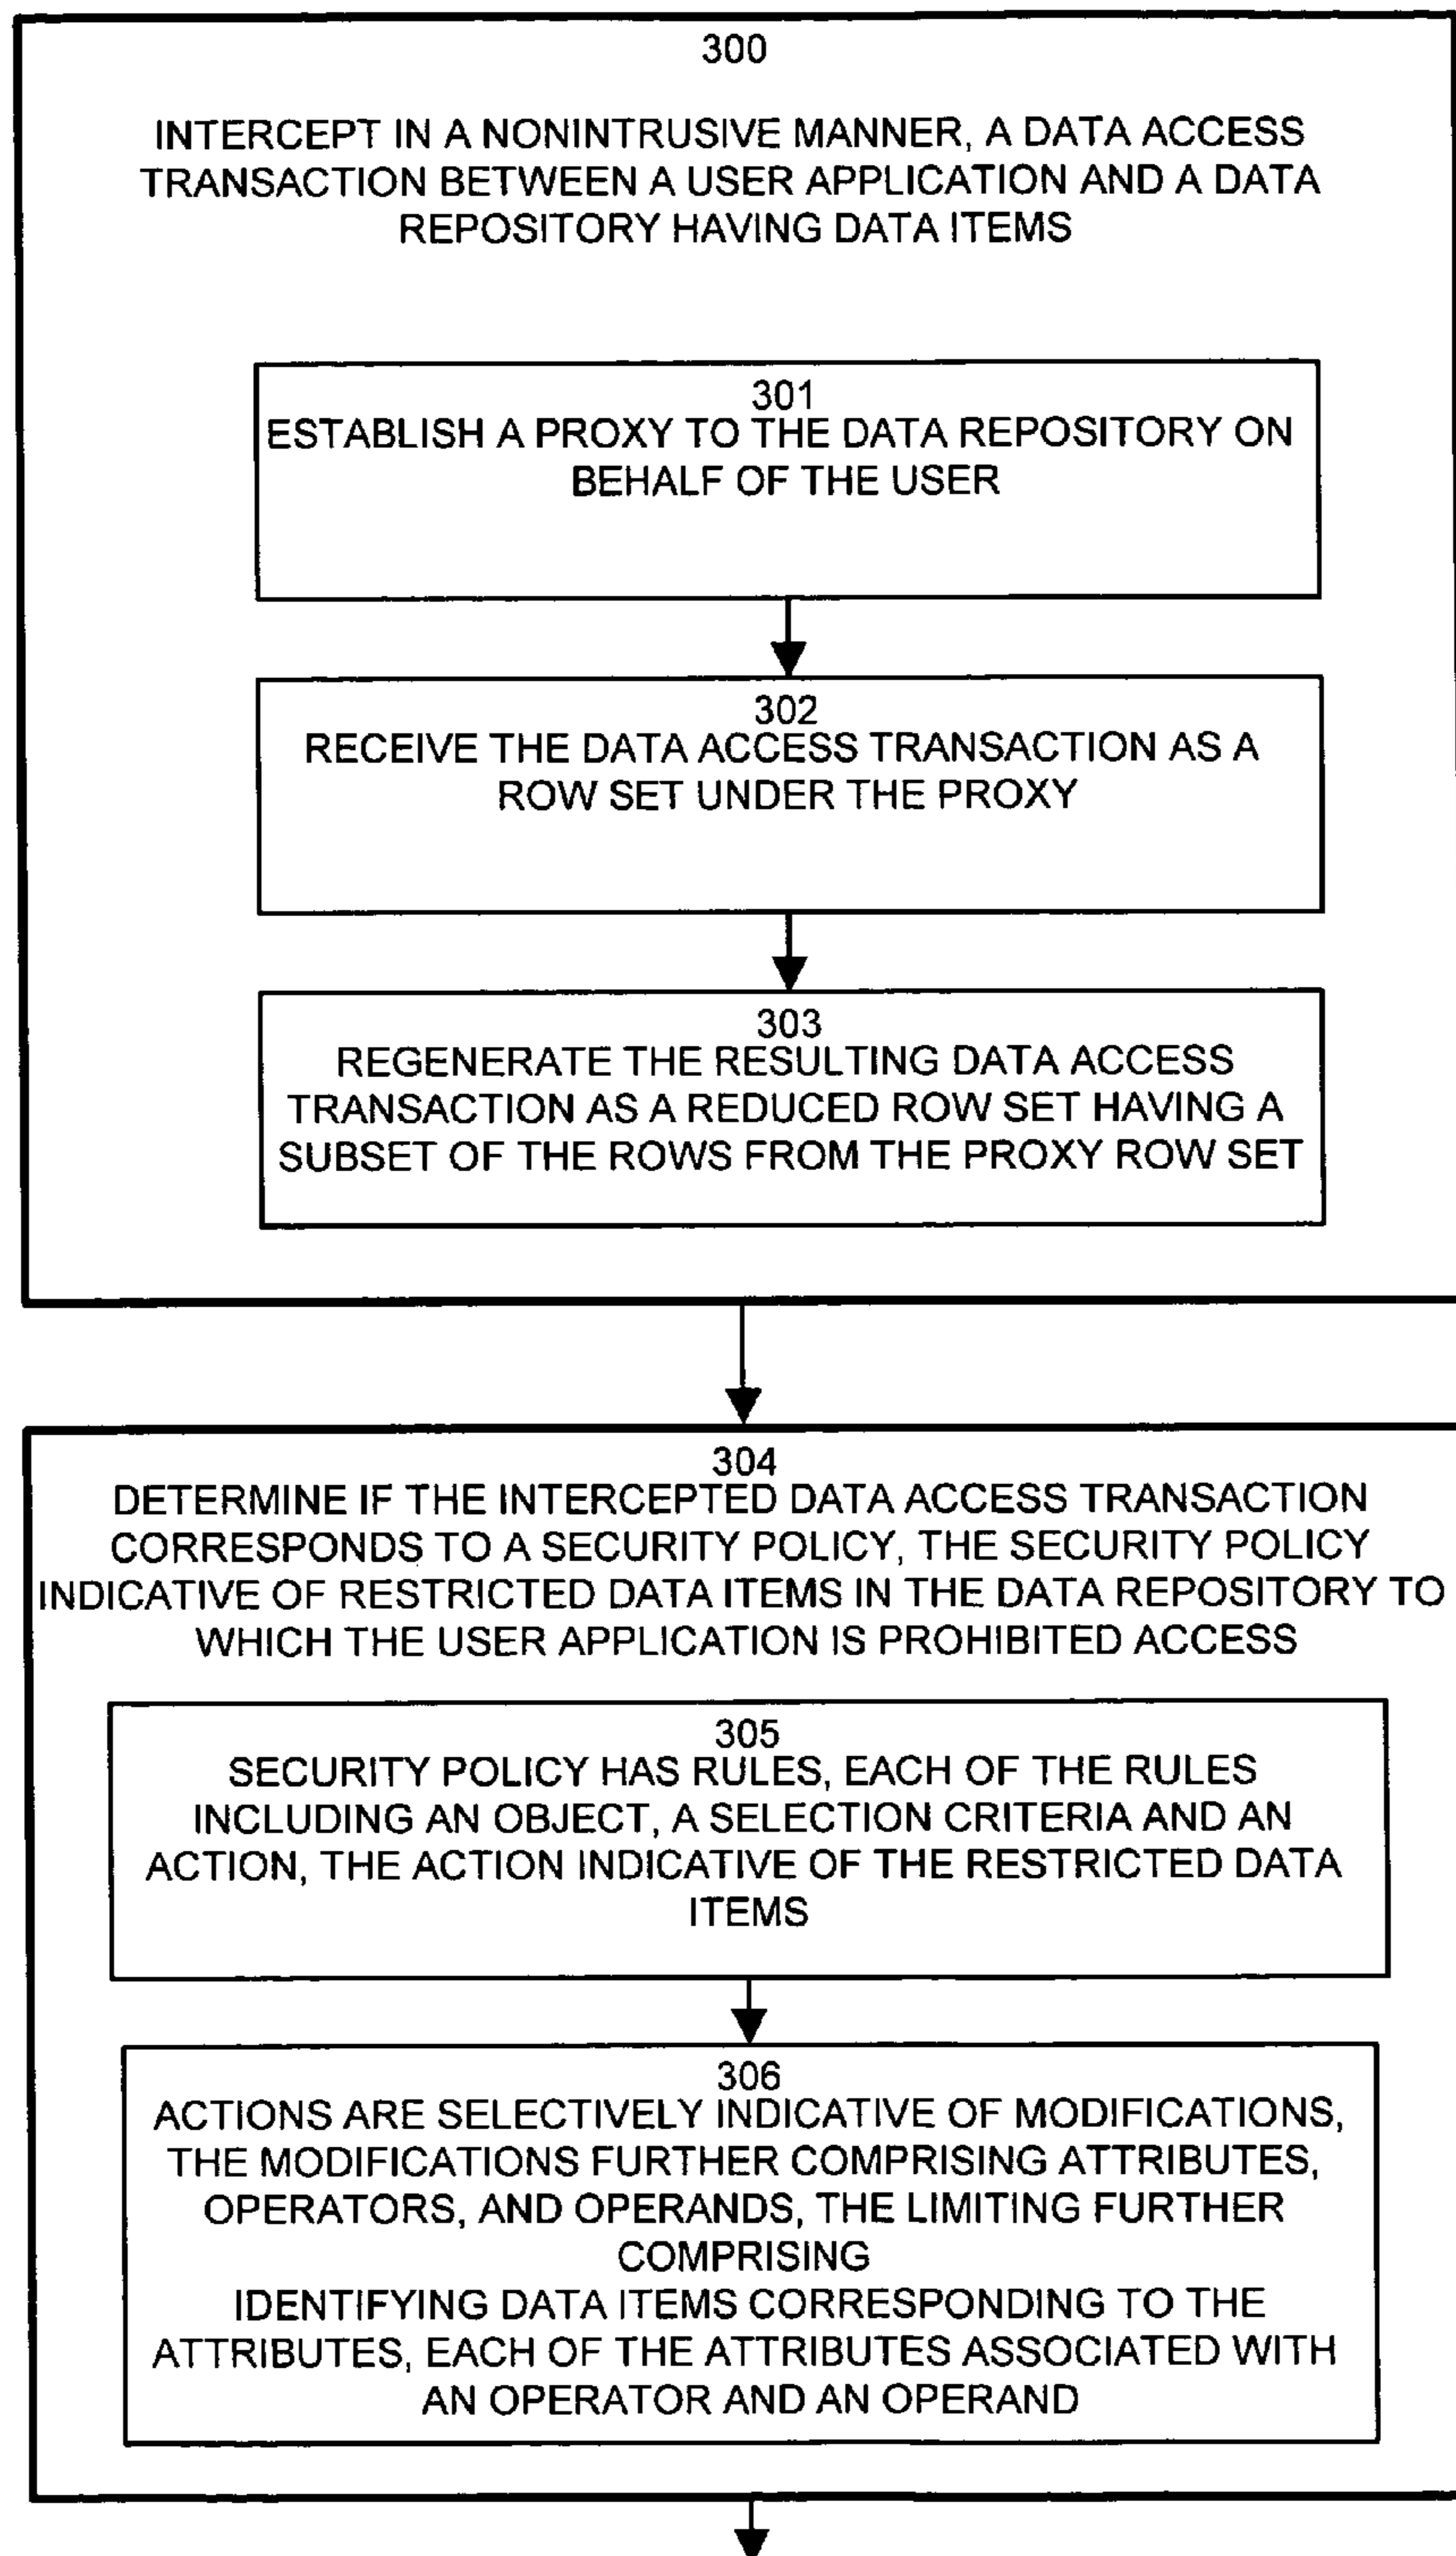 300
INTERCEPT IN A NONINTRUSIVE MANNER, A DATA ACCESS
TRANSACTION BETWEEN A USER APPLICATION AND A DATA
REPOSITORY HAVING DATA ITEMS
301
ESTABLISH A PROXY TO THE DATA REPOSITORY ON
BEHALF OF THE USER
302
RECEIVE THE DATA ACCESS TRANSACTION AS A
ROW SET UNDER THE PROXY
303
REGENERATE THE RESULTING DATA ACCESS
TRANSACTION AS A REDUCED ROW SET HAVING A
SUBSET OF THE ROWS FROM THE PROXY ROW SET
304
DETERMINE IF THE INTERCEPTED DATA ACCESS TRANSACTION
CORRESPONDS TO A SECURITY POLICY, THE SECURITY POLICY
INDICATIVE OF RESTRICTED DATA ITEMS IN THE DATA REPOSITORY TO
WHICH THE USER APPLICATION IS PROHIBITED ACCESS
305
SECURITY POLICY HAS RULES, EACH OF THE RULES
INCLUDING AN OBJECT, A SELECTION CRITERIA AND AN
ACTION, THE ACTION INDICATIVE OF THE RESTRICTED DATA
ITEMS
306
ACTIONS ARE SELECTIVELY INDICATIVE OF MODIFICATIONS,
THE MODIFICATIONS FURTHER COMPRISING ATTRIBUTES,
OPERATORS, AND OPERANDS, THE LIMITING FURTHER
COMPRISING
IDENTIFYING DATA ITEMS CORRESPONDING TO THE
ATTRIBUTES, EACH OF THE ATTRIBUTES ASSOCIATED WITH
AN OPERATOR AND AN OPERAND